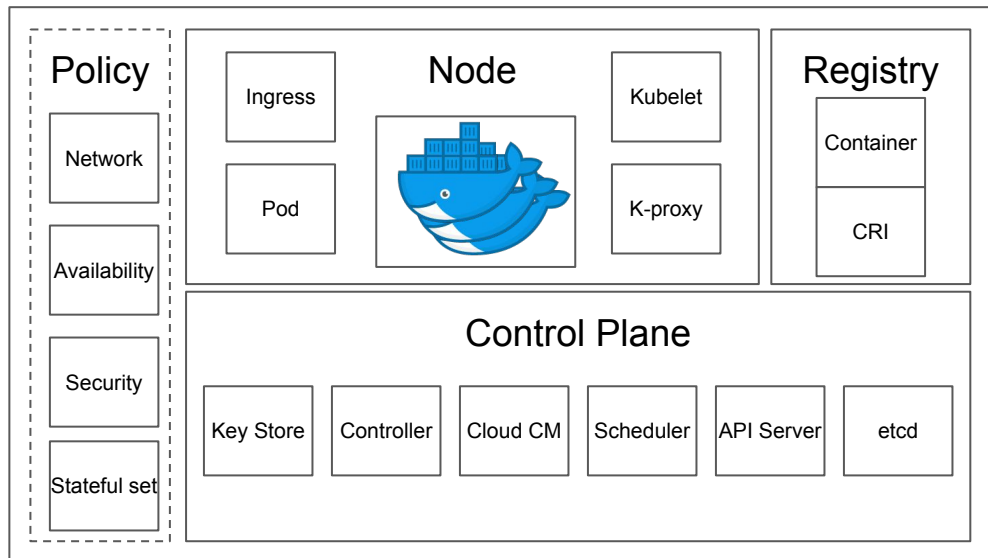 Policy
Network
Availability
Security
Stateful set
Node
Ingress
Kubelet
Pod
K-proxy
Registry
Container
CRI
Control Plane
Key Store
Controller
Cloud CM
Scheduler
API Server
etcd